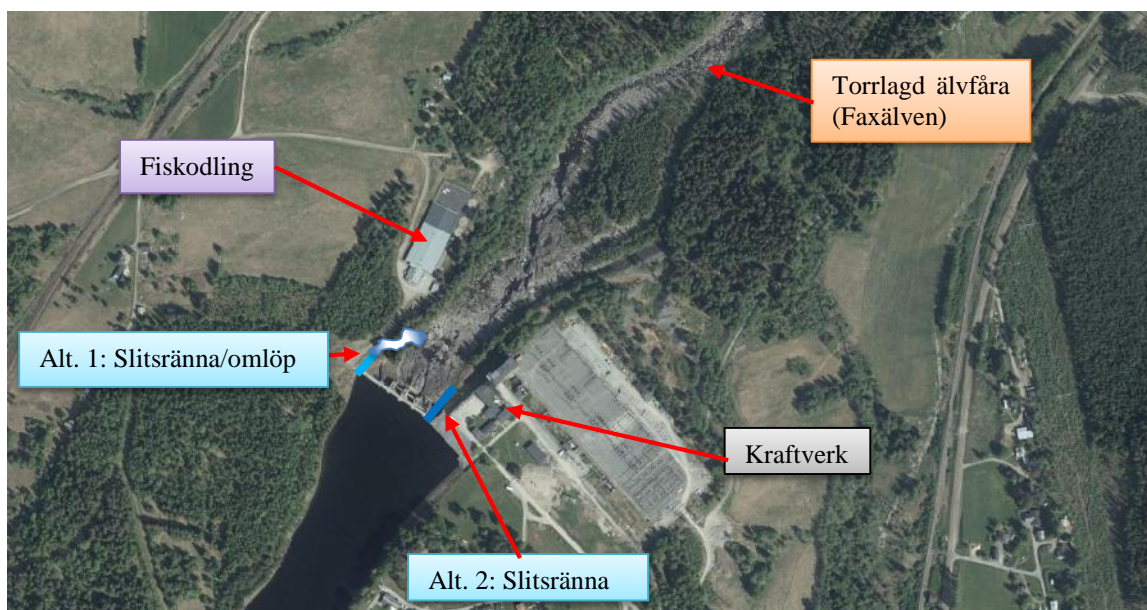 Torrlagd älvfåra
(Faxälven)
Fiskodling
Alt. 1: Slitsränna/omlöp
Kraftverk
Alt. 2: Slitsränna